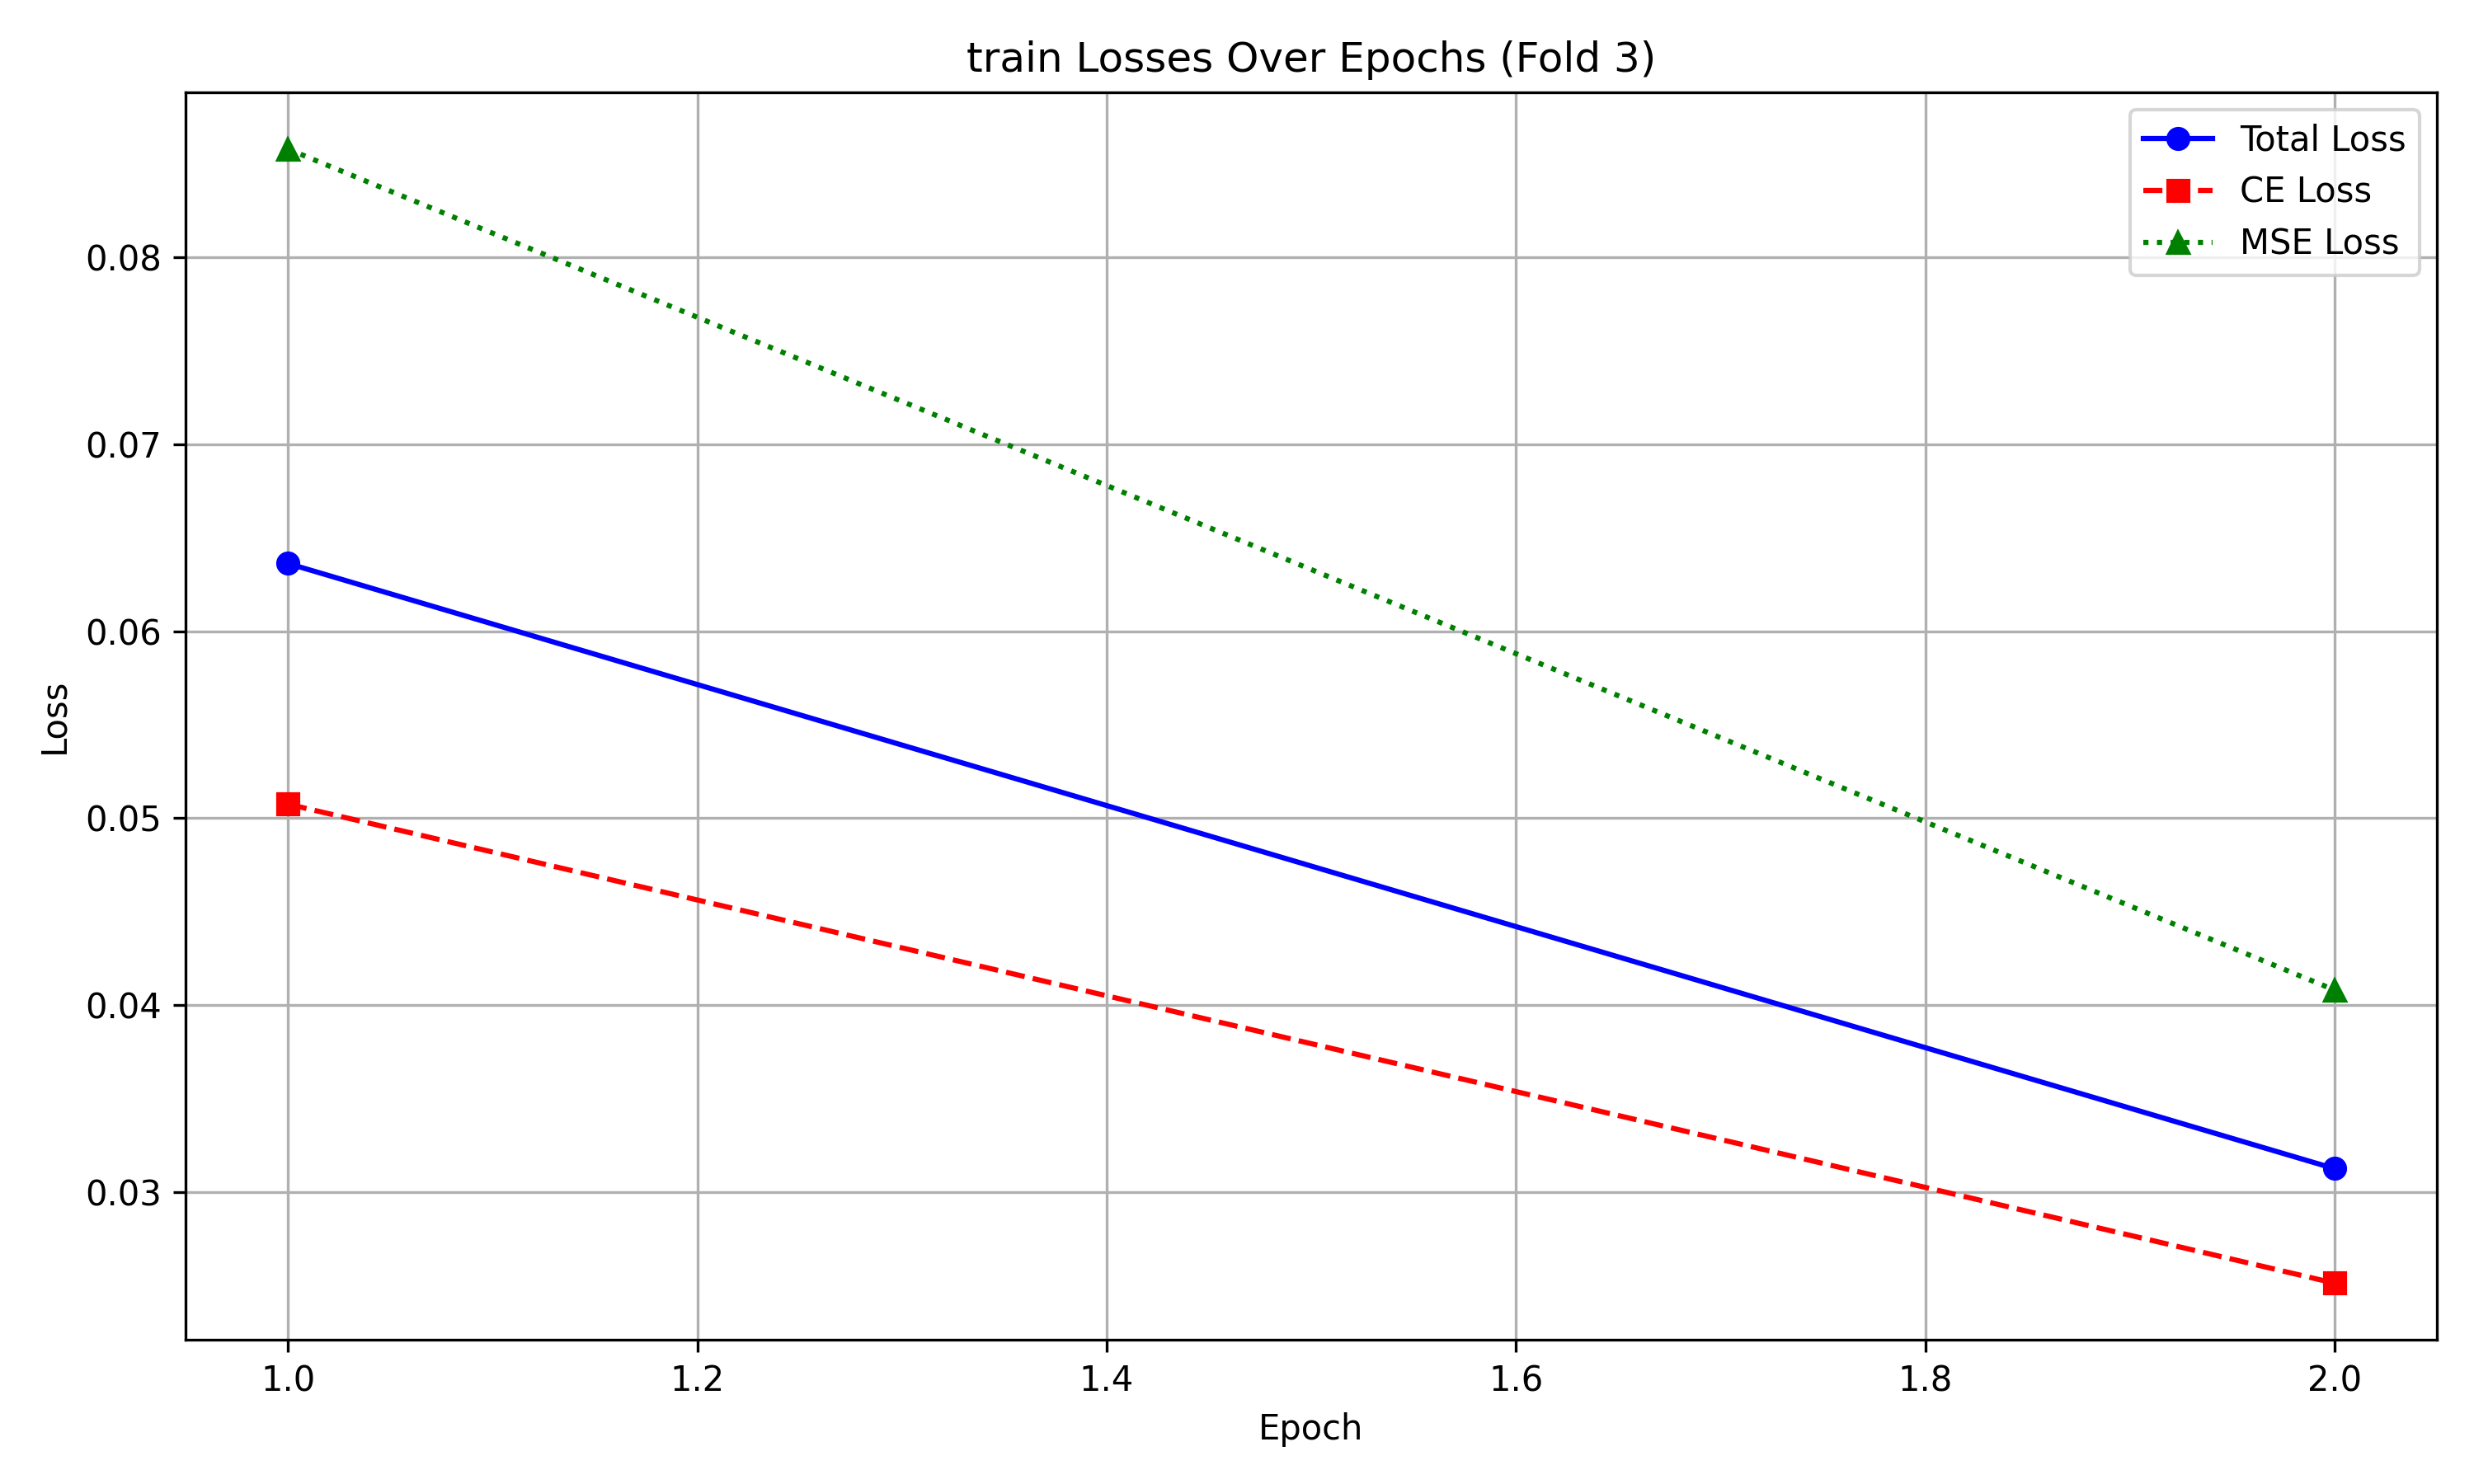 train Losses Over Epochs (Fold 3)
Total Loss
CE Loss
MSE Loss
0.08
0.07
0.06
0.05
0.04
0.03
Loss
1.0 1.2 1.4 1.6 1.8 2.0
Epoch